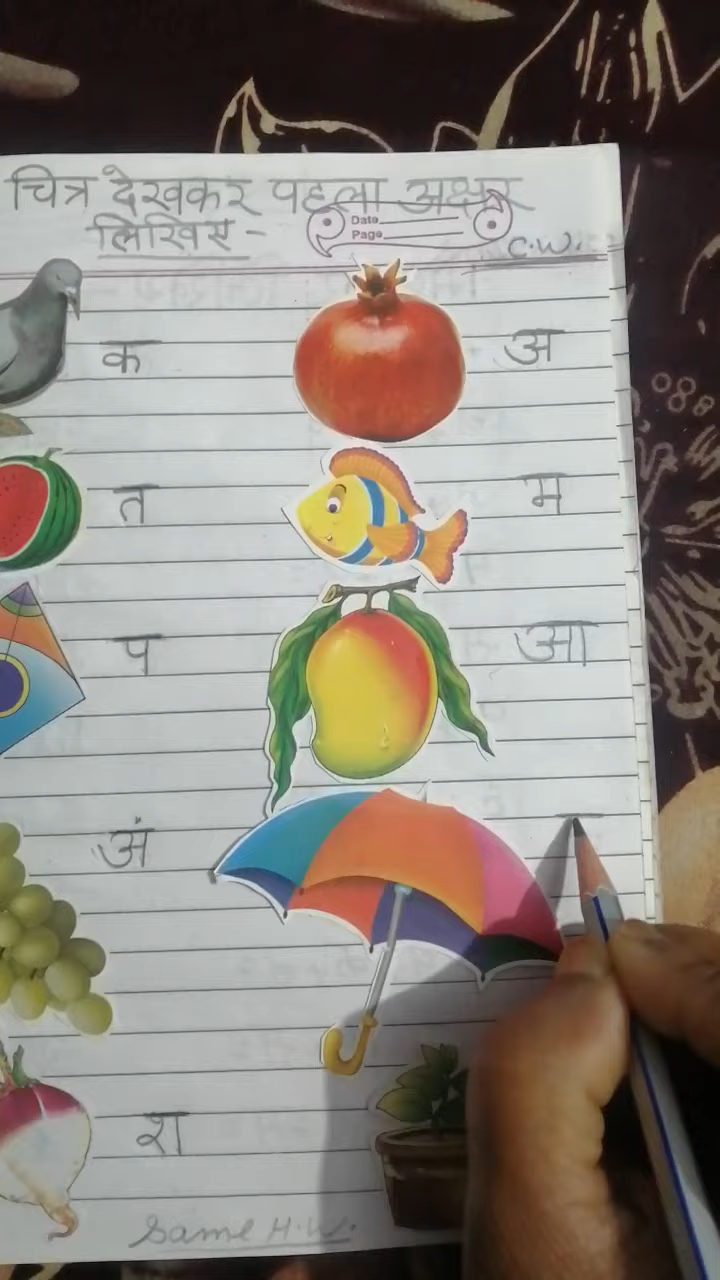 चित्र देखकर पहला अक्षर
लिखिए -
Date
Page
C.W.
क
अ
त
म
प
आ
अं
श
Same H.W.